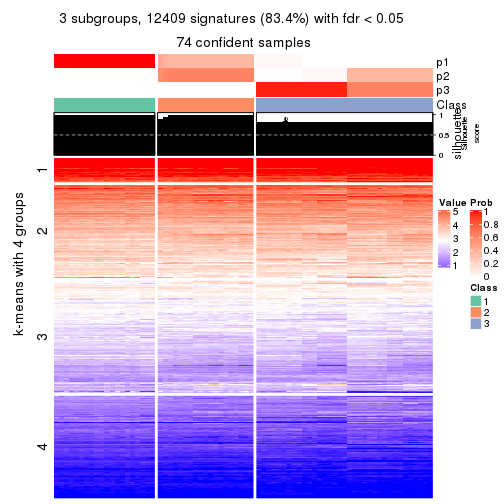 3 subgroups, 12409 signatures (83.4%) with fdr < 0.05
74 confident samples
p1
p2
p3
Class
1
0.5
0
silhouette
Silhouette
score
k-means with 4 groups
1
2
3
4
Value
5
4
3
2
1
Prob
1
0.8
0.6
0.4
0.2
0
Class
1
2
3